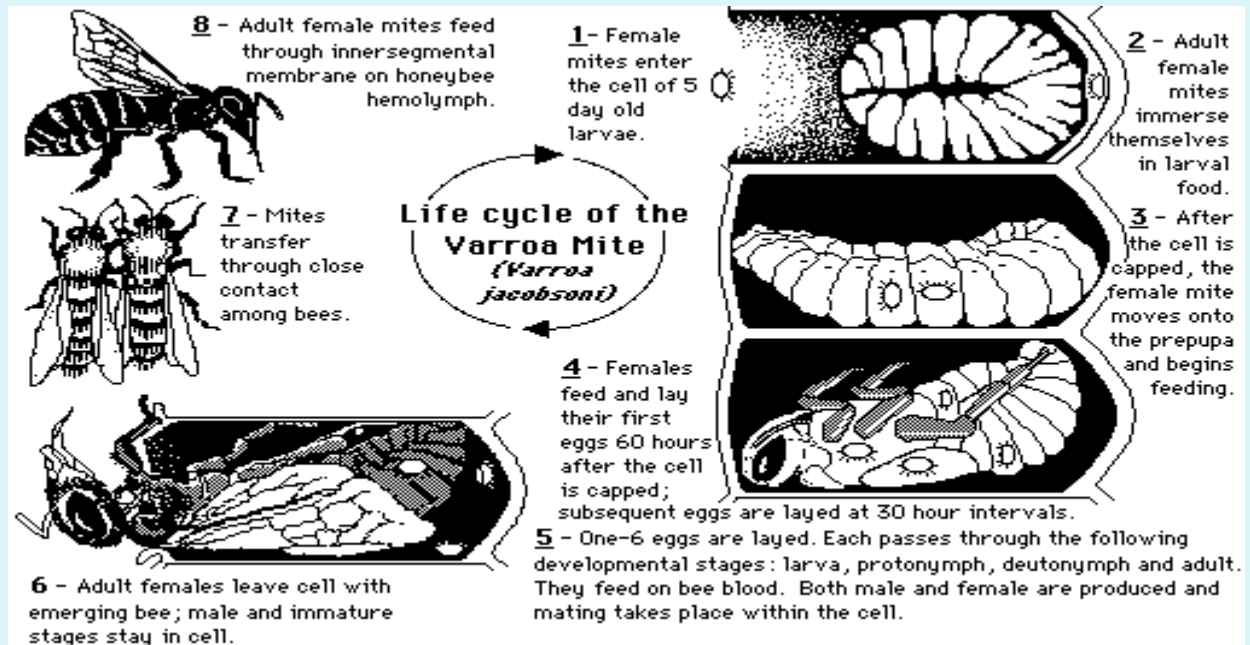 8 - Adult female mites feed
through innersegmental
membrane on honeybee
hemolymph.
1 - Female
mites enter
the cell of 5
day old
larvae.
2 - Adult
female
mites
immerse
themselves
in larval
food.
3 - After
the cell is
capped, the
female mite
moves onto
the prepupa
and begins
feeding.
Life cycle of the
Varroa Mite
(Varroa
jacobsoni)
7 - Mites
transfer
through close
contact
among bees.
4 - Females
feed and lay
their first
eggs 60 hours
after the cell
is capped;
subsequent eggs are layed at 30 hour intervals.
5 - One-6 eggs are layed. Each passes through the following
developmental stages: larva, protonymph, deutonymph and adult.
They feed on bee blood. Both male and female are produced and
mating takes place within the cell.
6 - Adult females leave cell with
emerging bee; male and immature
stages stay in cell.